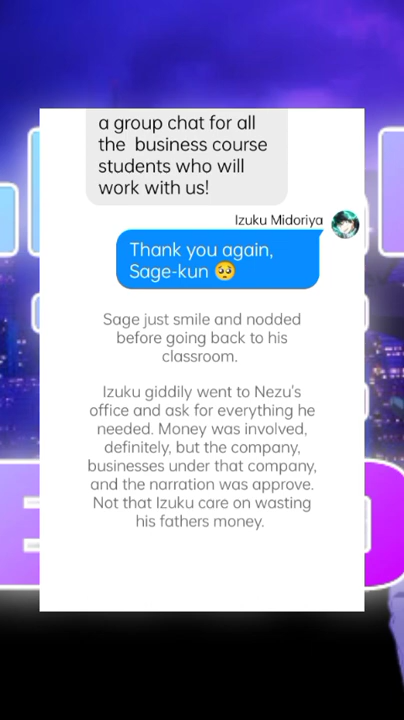 a group chat for all
the business course
students who will
work with us!
Izuku Midoriya
Thank you again,
Sage-kun 🥺
Sage just smile and nodded
before going back to his
classroom.
Izuku giddily went to Nezu's
office and ask for everything he
needed. Money was involved,
definitely, but the company,
businesses under that company,
and the narration was approve.
Not that Izuku care on wasting
his fathers money.